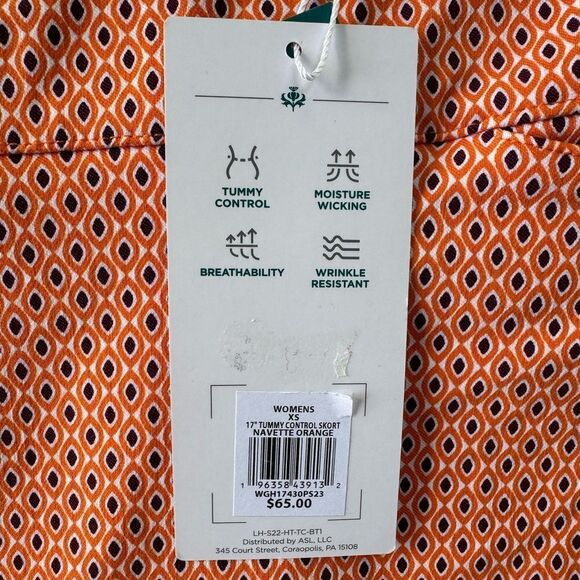 TUMMY
CONTROL
MOISTURE
WICKING
BREATHABILITY
WRINKLE
RESISTANT
WOMENS
XS
17" TUMMY CONTROL SKORT
NAVETTE ORANGE
1 96358 43913 2
WGH17430PS23
$65.00
LH-S22-HT-TC-BT1
Distributed by ASL, LLC
345 Court Street, Coraopolis, PA 15108